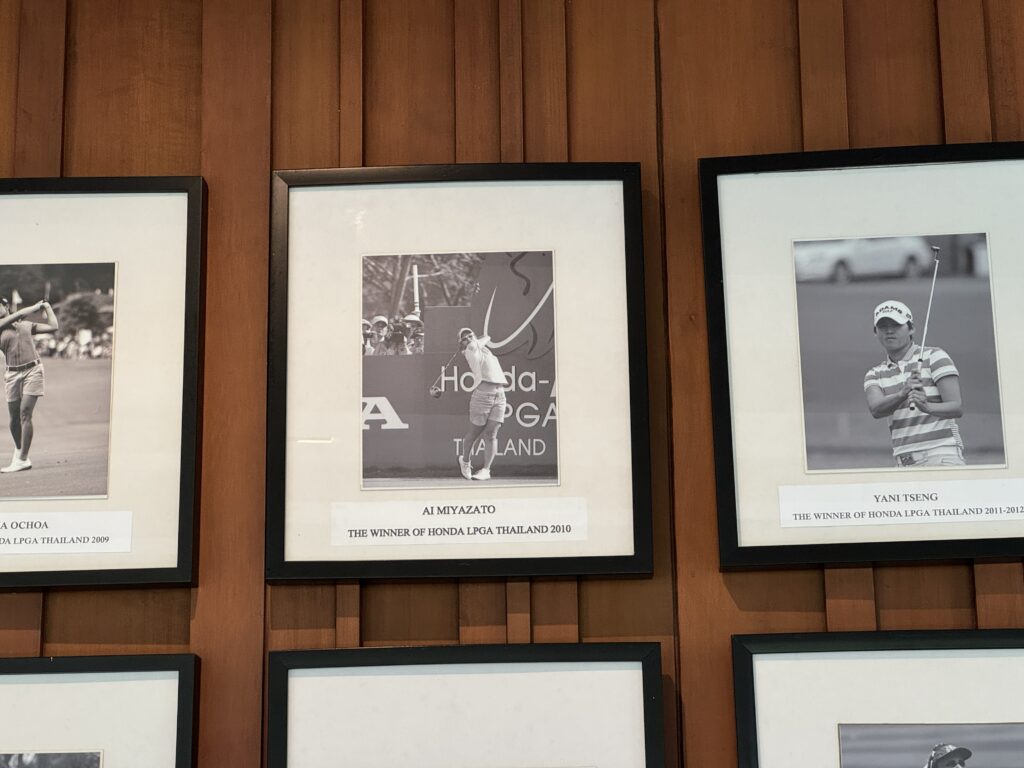 A OCHOA
DA LPGA THAILAND 2009
A
Honda-
LPGA
THAILAND
AI MIYAZATO
THE WINNER OF HONDA LPGA THAILAND 2010
ADAMS
YANI TSENG
THE WINNER OF HONDA LPGA THAILAND 2011-2012